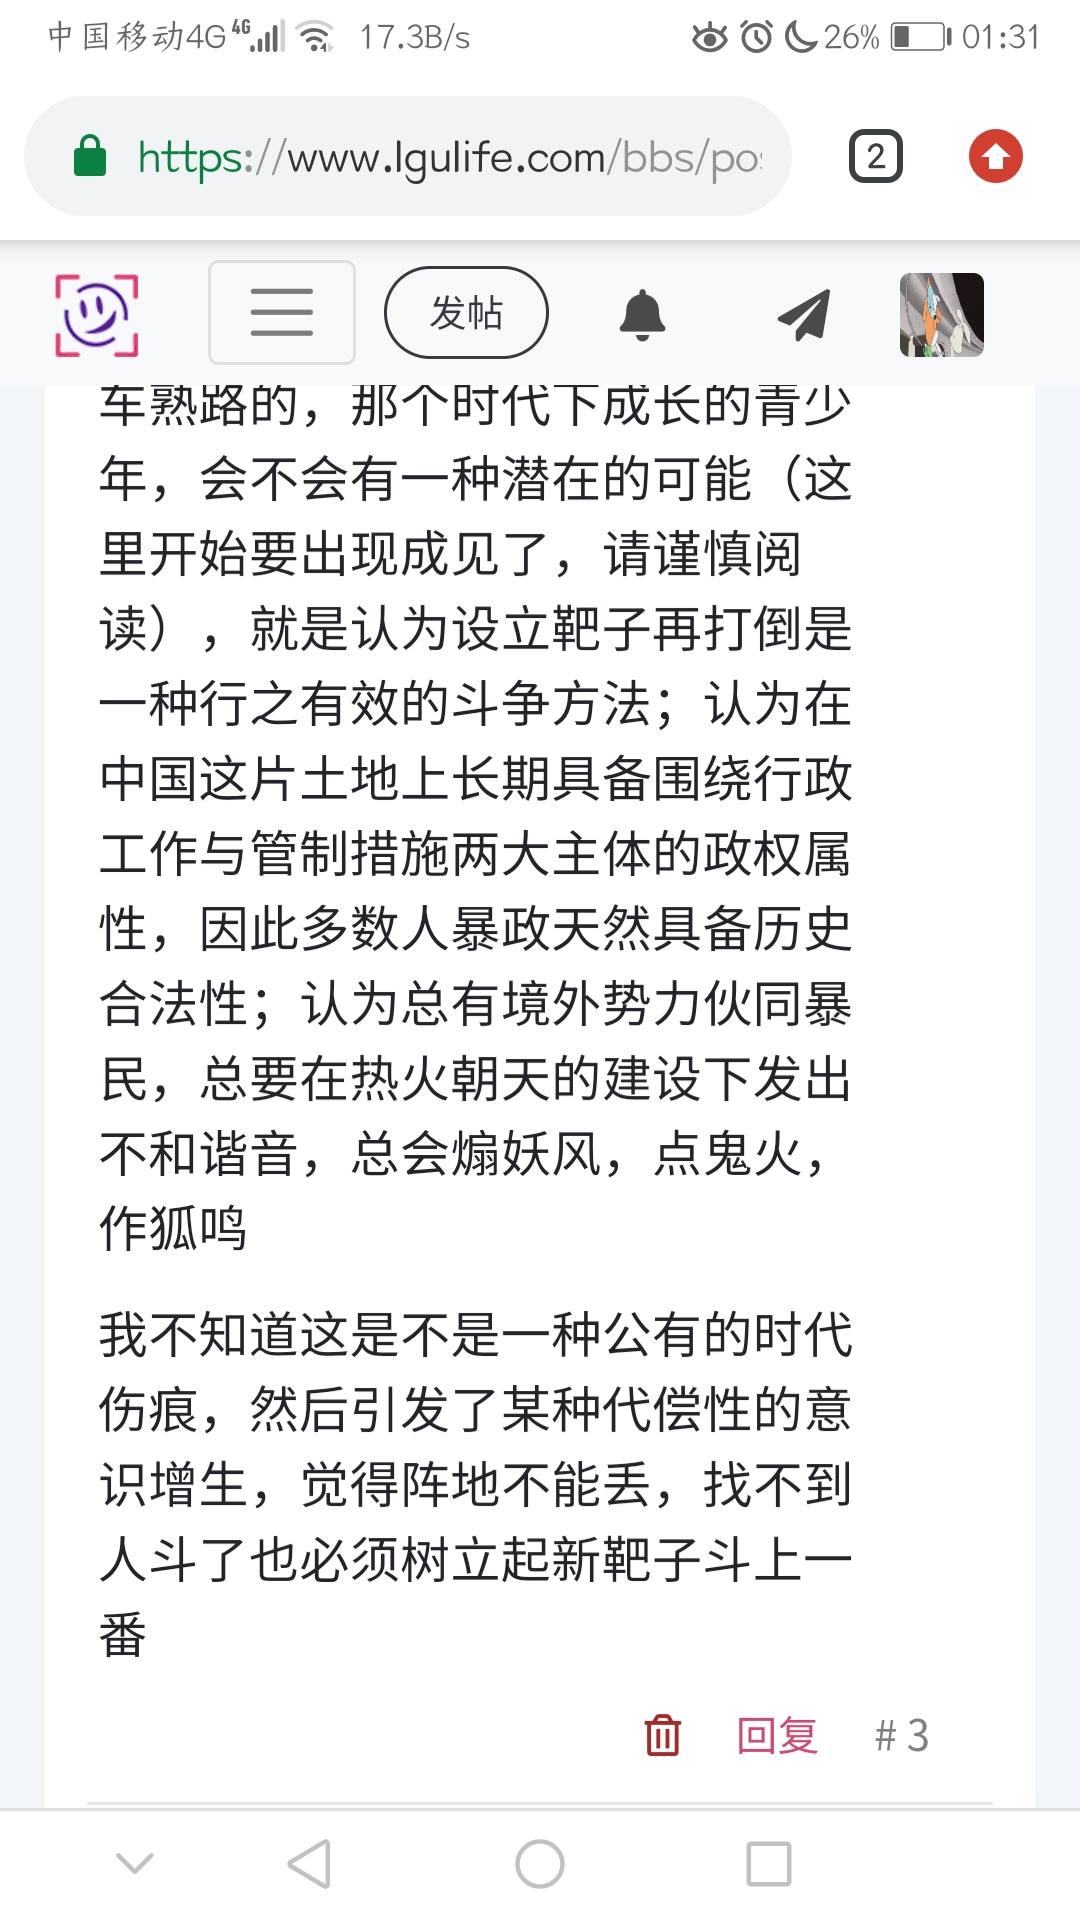 中国移动4G 4G 17.3B/s 26% 01:31
https://www.lgulife.com/bbs/po
2
发帖
车熟路的，那个时代下成长的青少
年，会不会有一种潜在的可能（这
里开始要出现成见了，请谨慎阅
读），就是认为设立靶子再打倒是
一种行之有效的斗争方法；认为在
中国这片土地上长期具备围绕行政
工作与管制措施两大主体的政权属
性，因此多数人暴政天然具备历史
合法性；认为总有境外势力伙同暴
民，总要在热火朝天的建设下发出
不和谐音，总会煽妖风，点鬼火，
作狐鸣
我不知道这是不是一种公有的时代
伤痕，然后引发了某种代偿性的意
识增生，觉得阵地不能丢，找不到
人斗了也必须树立起新靶子斗上一
番
回复 # 3